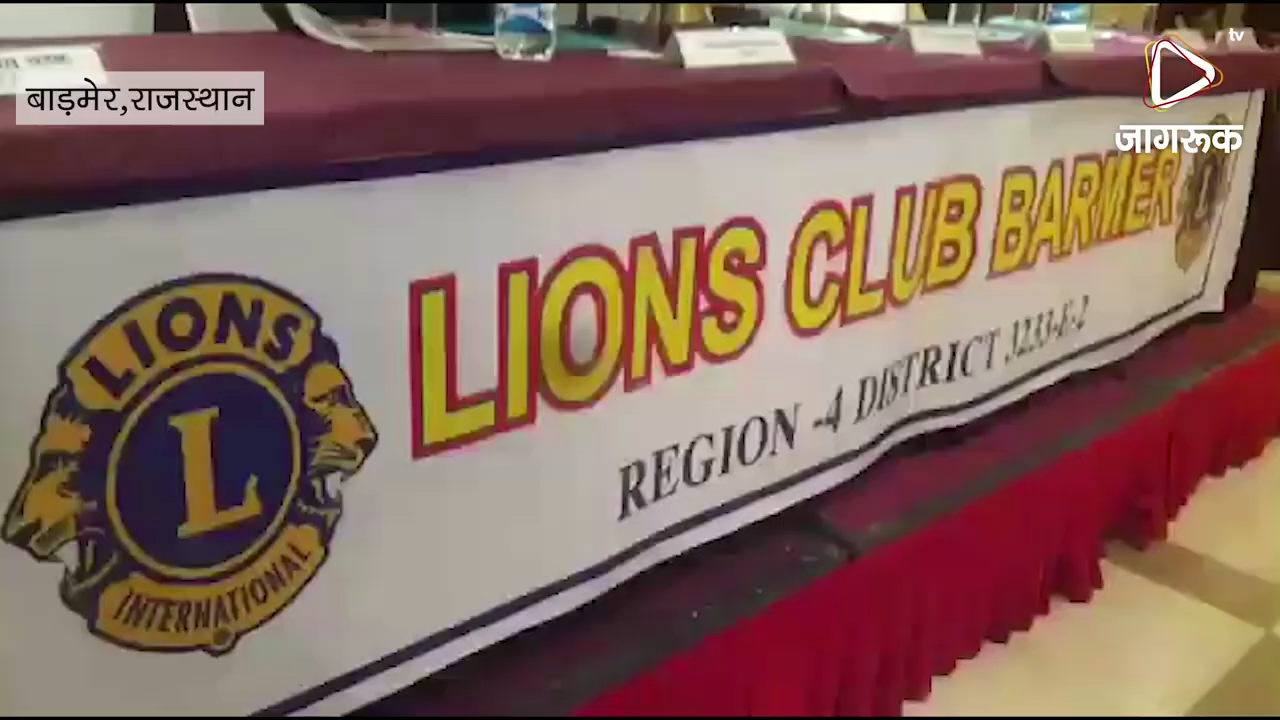 बाड़मेर,राजस्थान
tv
जागरूक
LIONS CLUB BARMER
REGION -4 DISTRICT 3233-E-2
LIONS
L
INTERNATIONAL
L